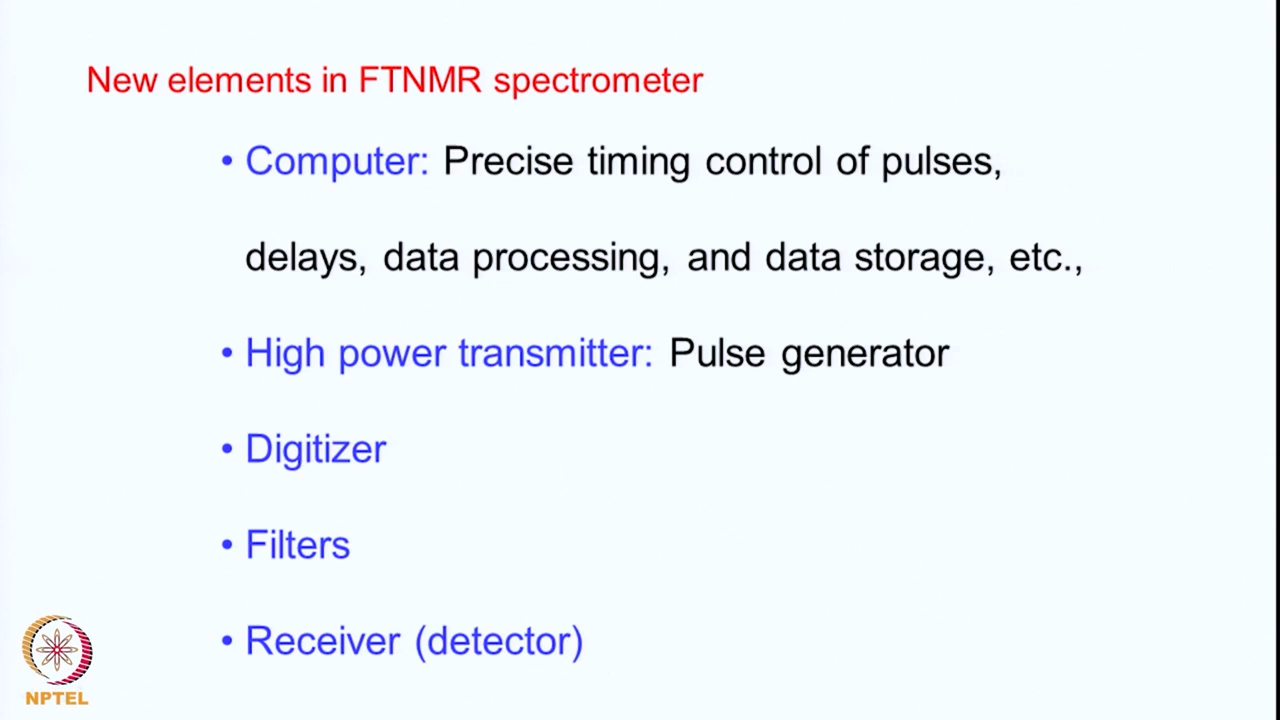 New elements in FTNMR spectrometer
• Computer: Precise timing control of pulses,
delays, data processing, and data storage, etc.,
• High power transmitter: Pulse generator
• Digitizer
• Filters
• Receiver (detector)
NPTEL